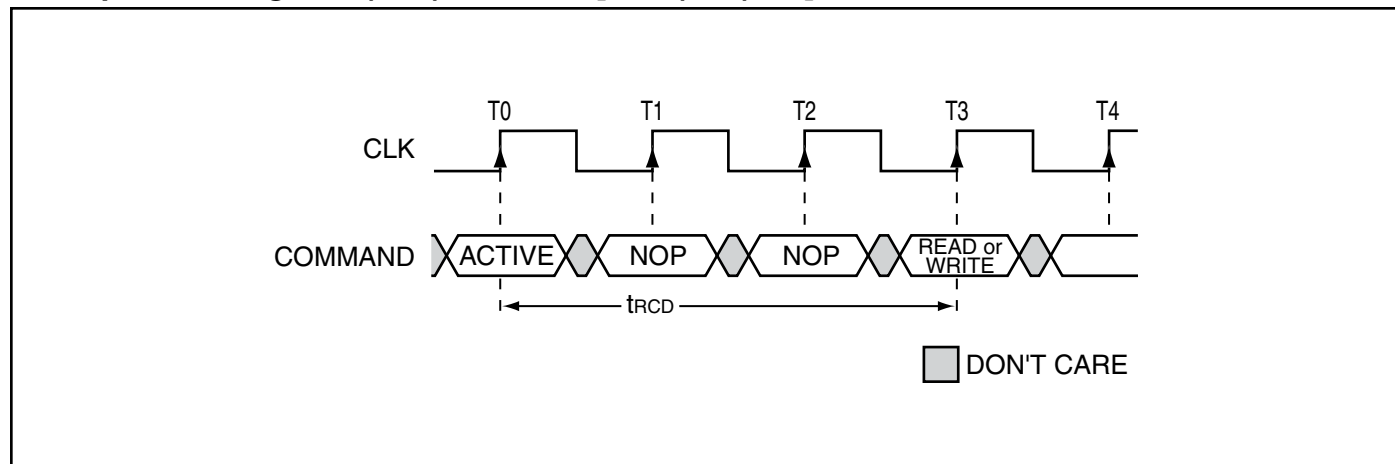 T0 T1 T2 T3 T4
CLK
COMMAND ACTIVE NOP NOP READ or
WRITE
tRCD
DON'T CARE